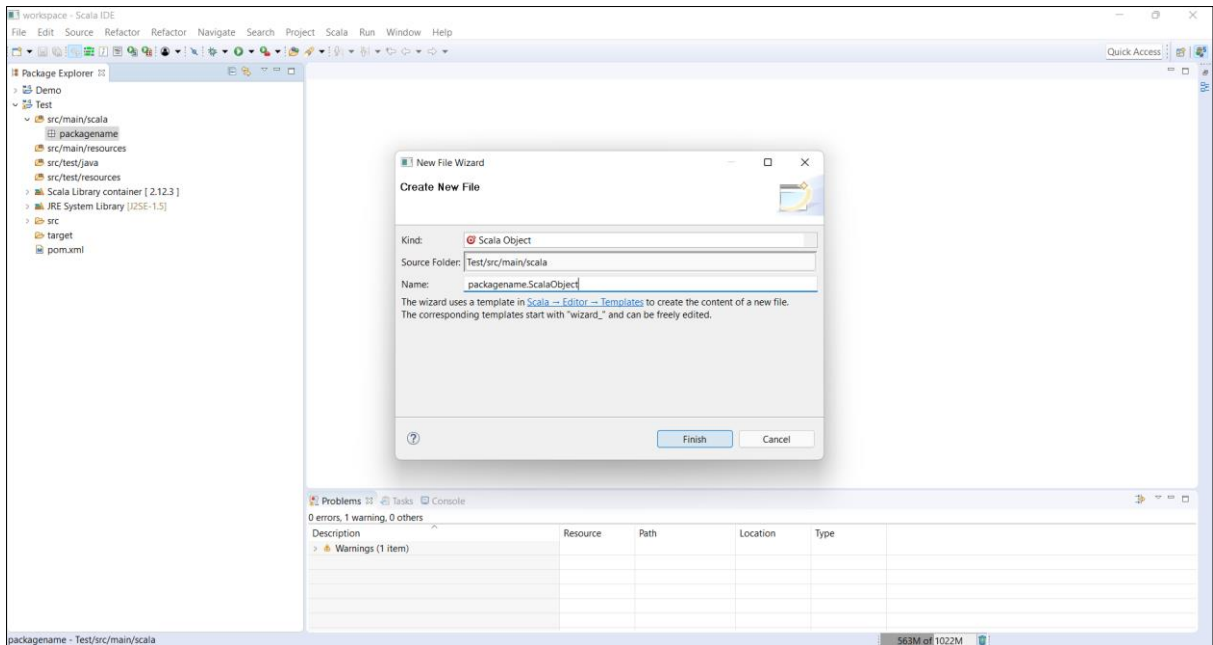 workspace - Scala IDE
File Edit Source Refactor Refactor Navigate Search Project Scala Run Window Help
Quick Access
Package Explorer
Demo
Test
src/main/scala
packagename
src/main/resources
src/test/java
src/test/resources
Scala Library container [ 2.12.3 ]
JRE System Library [J2SE-1.5]
src
target
pom.xml
New File Wizard
Create New File
Kind: Scala Object
Source Folder: Test/src/main/scala
Name: packagename.ScalaObject
The wizard uses a template in Scala → Editor → Templates to create the content of a new file.
The corresponding templates start with "wizard_" and can be freely edited.
Finish Cancel
Problems Tasks Console
0 errors, 1 warning, 0 others
Description Resource Path Location Type
Warnings (1 item)
packagename - Test/src/main/scala
563M of 1022M